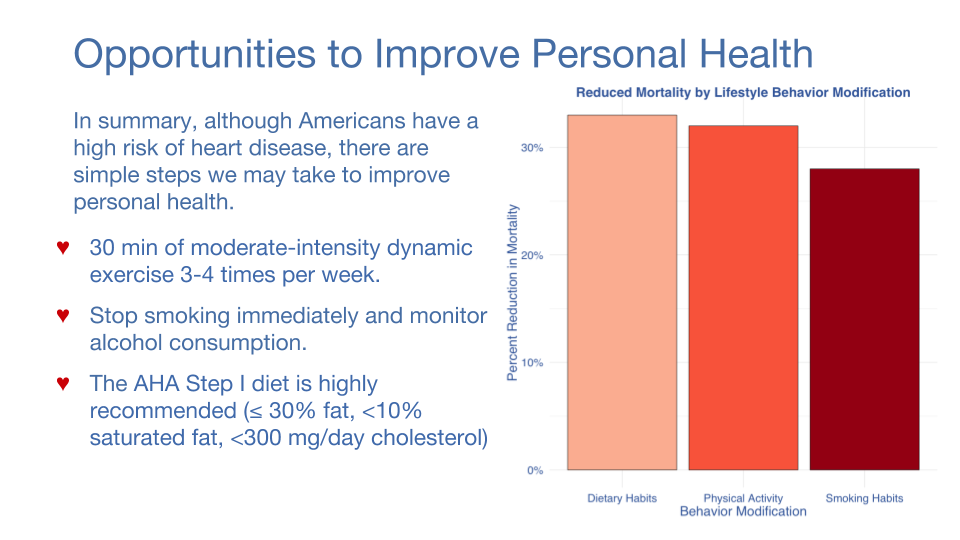 Opportunities to Improve Personal Health
In summary, although Americans have a
high risk of heart disease, there are
simple steps we may take to improve
personal health.
♥ 30 min of moderate-intensity dynamic
exercise 3-4 times per week.
♥ Stop smoking immediately and monitor
alcohol consumption.
♥ The AHA Step I diet is highly
recommended (≤ 30% fat, <10%
saturated fat, <300 mg/day cholesterol)
Reduced Mortality by Lifestyle Behavior Modification
Percent Reduction in Mortality
30%
20%
10%
0%
Dietary Habits Physical Activity Smoking Habits
Behavior Modification